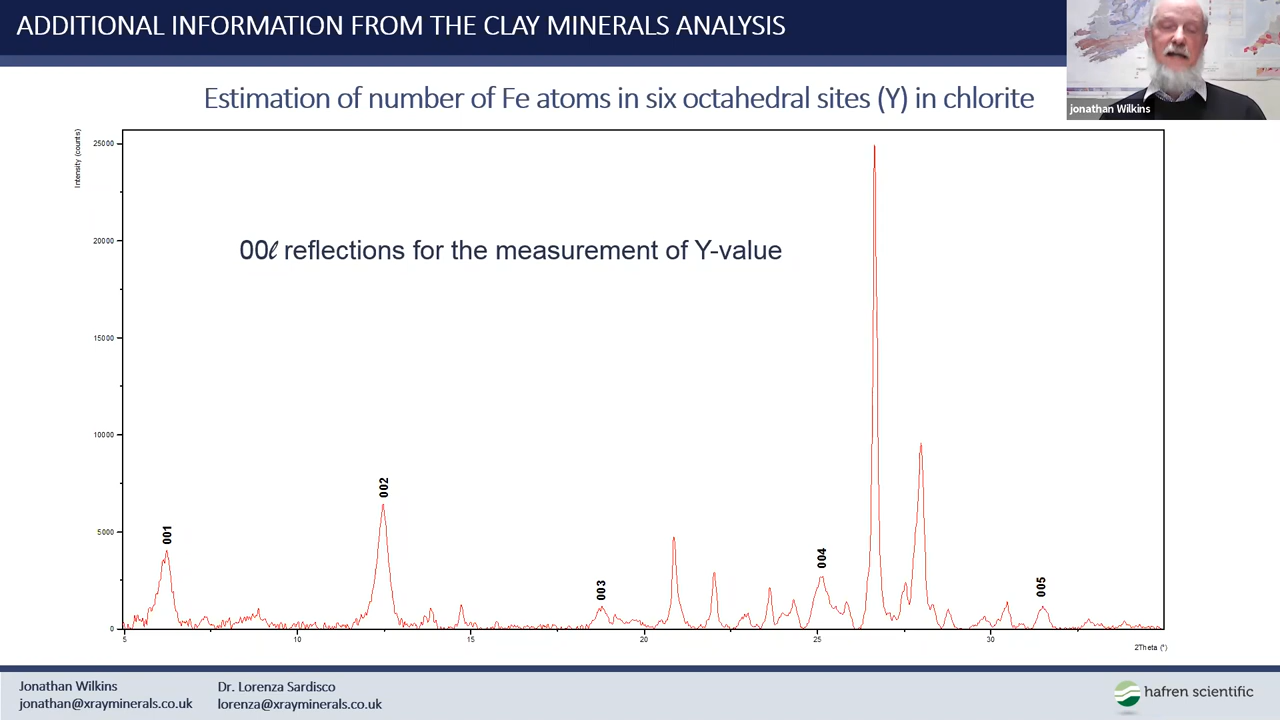 ADDITIONAL INFORMATION FROM THE CLAY MINERALS ANALYSIS
jonathan Wilkins
Estimation of number of Fe atoms in six octahedral sites (Y) in chlorite
Intensity (counts)
25000
20000
15000
10000
5000
0
00ℓ reflections for the measurement of Y-value
001
002
003
004
005
5
10
15
20
25
30
2Theta (°)
Jonathan Wilkins
jonathan@xrayminerals.co.uk
Dr. Lorenza Sardisco
lorenza@xrayminerals.co.uk
hafren scientific